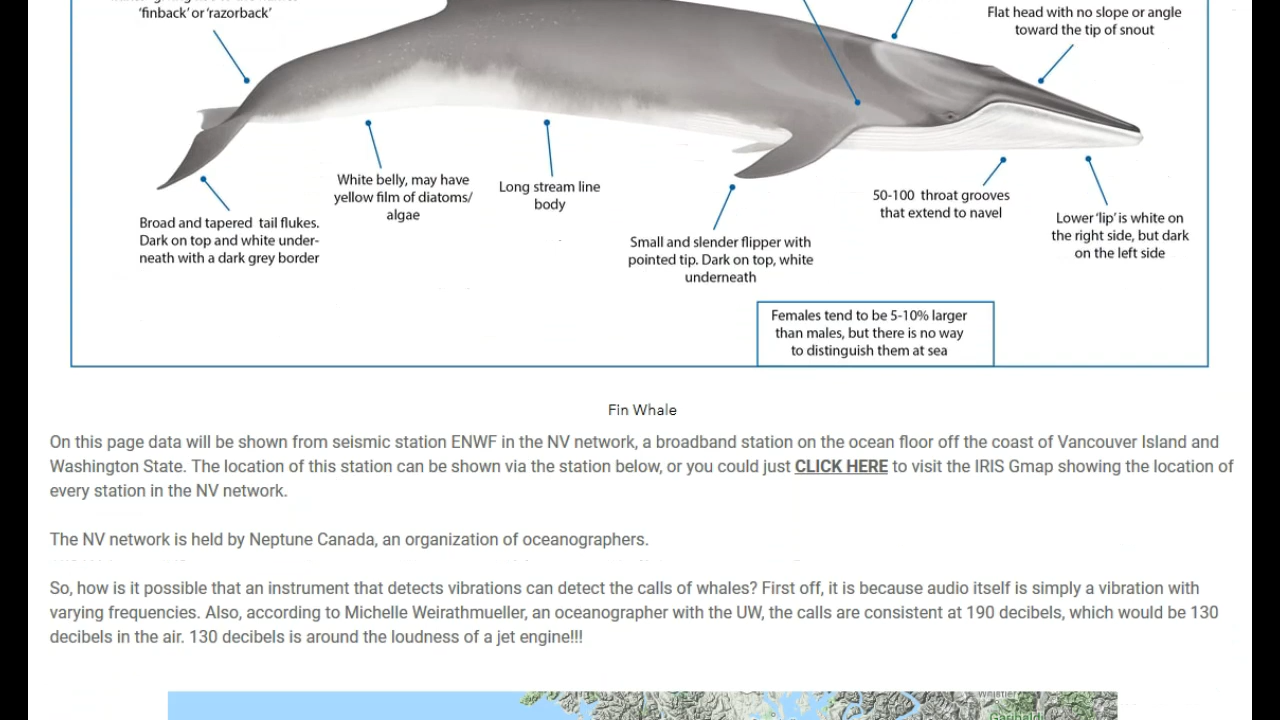 'finback' or 'razorback'
Flat head with no slope or angle
toward the tip of snout
White belly, may have
yellow film of diatoms/
algae
Long stream line
body
50-100 throat grooves
that extend to navel
Broad and tapered tail flukes.
Dark on top and white under-
neath with a dark grey border
Lower 'lip' is white on
the right side, but dark
on the left side
Small and slender flipper with
pointed tip. Dark on top, white
underneath
Females tend to be 5-10% larger
than males, but there is no way
to distinguish them at sea
Fin Whale
On this page data will be shown from seismic station ENWF in the NV network, a broadband station on the ocean floor off the coast of Vancouver Island and
Washington State. The location of this station can be shown via the station below, or you could just CLICK HERE to visit the IRIS Gmap showing the location of
every station in the NV network.
The NV network is held by Neptune Canada, an organization of oceanographers.
So, how is it possible that an instrument that detects vibrations can detect the calls of whales? First off, it is because audio itself is simply a vibration with
varying frequencies. Also, according to Michelle Weirathmueller, an oceanographer with the UW, the calls are consistent at 190 decibels, which would be 130
decibels in the air. 130 decibels is around the loudness of a jet engine!!!
Whistler
Garibaldi